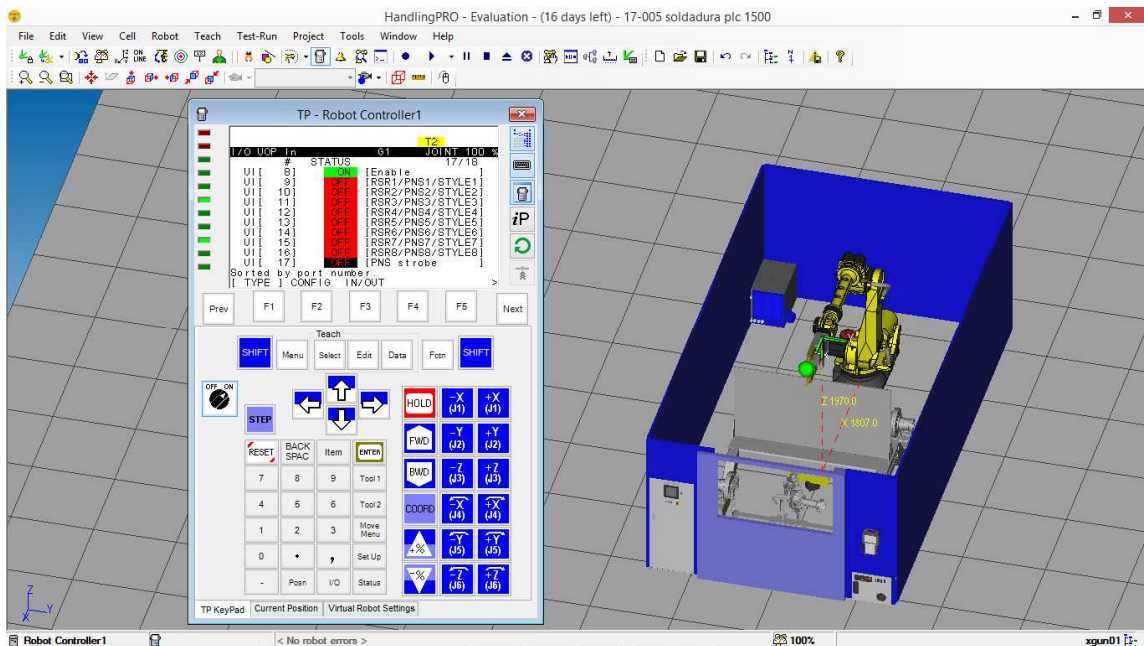 HandlingPRO - Evaluation - (16 days left) - 17-005 soldadura plc 1500
File Edit View Cell Robot Teach Test-Run Project Tools Window Help
TP - Robot Controller1
T2
I/O UOP In G1 JOINT 100 %
# STATUS 17/18
UI[ 8] ON [Enable ]
UI[ 9] OFF [RSR1/PNS1/STYLE1]
UI[ 10] OFF [RSR2/PNS2/STYLE2]
UI[ 11] OFF [RSR3/PNS3/STYLE3]
UI[ 12] OFF [RSR4/PNS4/STYLE4]
UI[ 13] OFF [RSR5/PNS5/STYLE5]
UI[ 14] OFF [RSR6/PNS6/STYLE6]
UI[ 15] OFF [RSR7/PNS7/STYLE7]
UI[ 16] OFF [RSR8/PNS8/STYLE8]
UI[ 17] OFF [PNS strobe ]
Sorted by port number.
[ TYPE ] CONFIG IN/OUT >
iP
Prev F1 F2 F3 F4 F5 Next
Teach
SHIFT Menu Select Edit Data Fctn SHIFT
OFF ON
STEP
HOLD -X (J1) +X (J1)
FWD -Y (J2) +Y (J2)
BWD -Z (J3) +Z (J3)
COORD -X (J4) +X (J4)
+% -Y (J5) +Y (J5)
-% -Z (J6) +Z (J6)
RESET BACK SPAC Item ENTER
7 8 9 Tool 1
4 5 6 Tool 2
1 2 3 Move Menu
0 . , Set Up
- Posn I/O Status
TP KeyPad Current Position Virtual Robot Settings
Z 1970.0
X 1807.0
Z
Y
X
Robot Controller1 < No robot errors > 100% xgun01